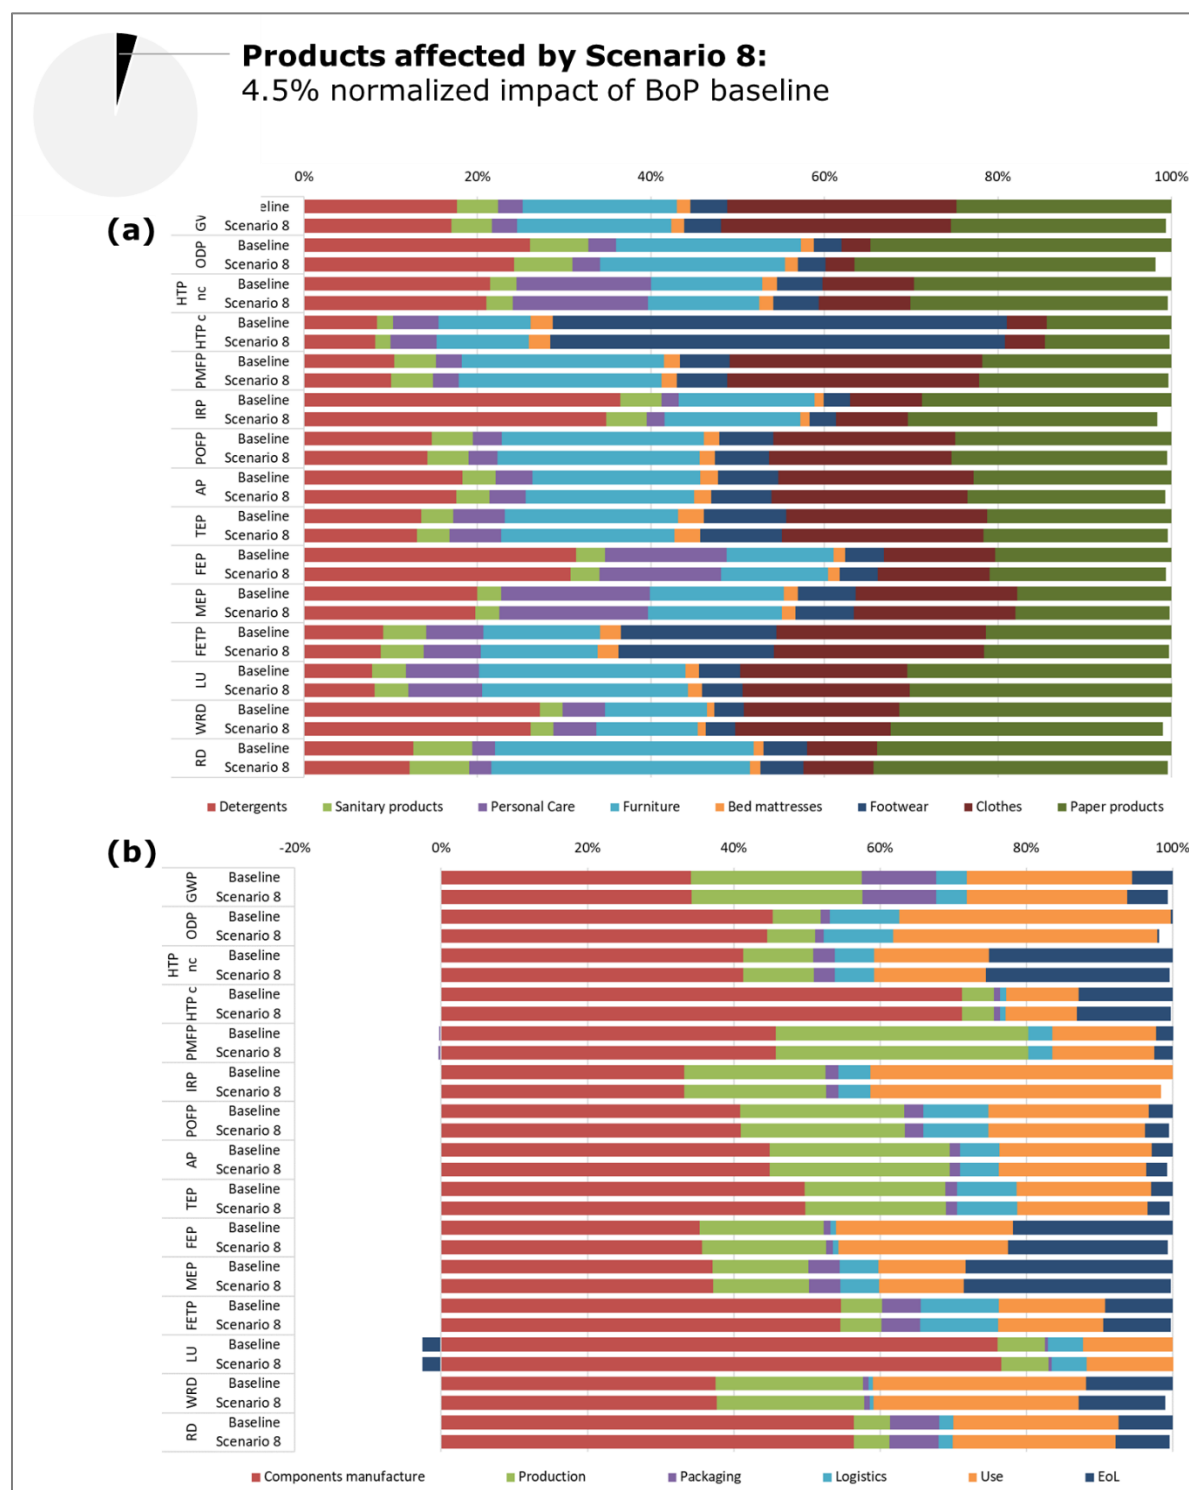 Products affected by Scenario 8:
4.5% normalized impact of BoP baseline
(a)
0% 20% 40% 60% 80% 100%
eline
GV Scenario 8
ODP Baseline
Scenario 8
HTP nc Baseline
Scenario 8
HTP c Baseline
Scenario 8
PMFP Baseline
Scenario 8
IRP Baseline
Scenario 8
POFP Baseline
Scenario 8
AP Baseline
Scenario 8
TEP Baseline
Scenario 8
FEP Baseline
Scenario 8
MEP Baseline
Scenario 8
FETP Baseline
Scenario 8
LU Baseline
Scenario 8
WRD Baseline
Scenario 8
RD Baseline
Scenario 8
Detergents Sanitary products Personal Care Furniture Bed mattresses Footwear Clothes Paper products
(b)
-20% 0% 20% 40% 60% 80% 100%
GWP Baseline
Scenario 8
ODP Baseline
Scenario 8
HTP nc Baseline
Scenario 8
HTP c Baseline
Scenario 8
PMFP Baseline
Scenario 8
IRP Baseline
Scenario 8
POFP Baseline
Scenario 8
AP Baseline
Scenario 8
TEP Baseline
Scenario 8
FEP Baseline
Scenario 8
MEP Baseline
Scenario 8
FETP Baseline
Scenario 8
LU Baseline
Scenario 8
WRD Baseline
Scenario 8
RD Baseline
Scenario 8
Components manufacture Production Packaging Logistics Use EoL